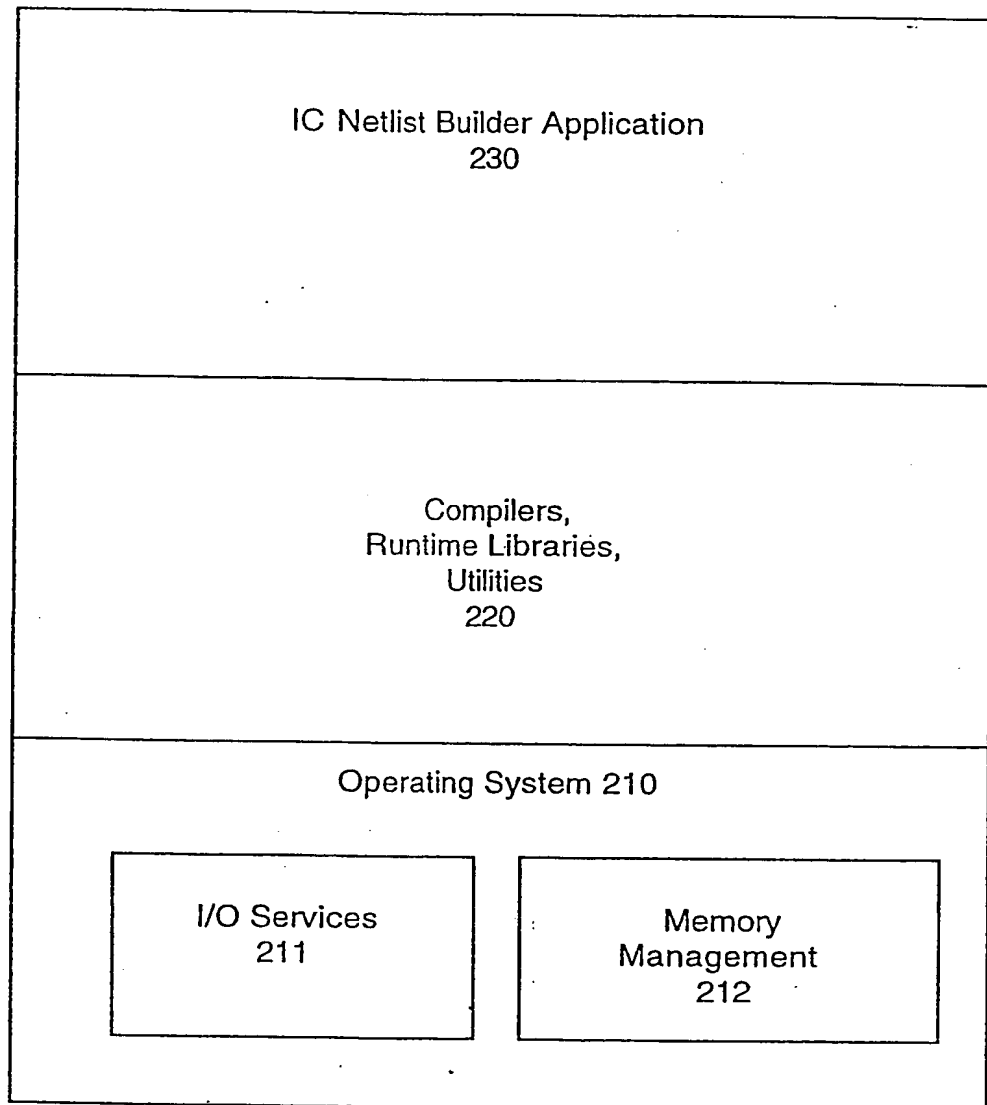 IC Netlist Builder Application
230
Compilers,
Runtime Libraries,
Utilities
220
Operating System 210
I/O Services
211
Memory
Management
212